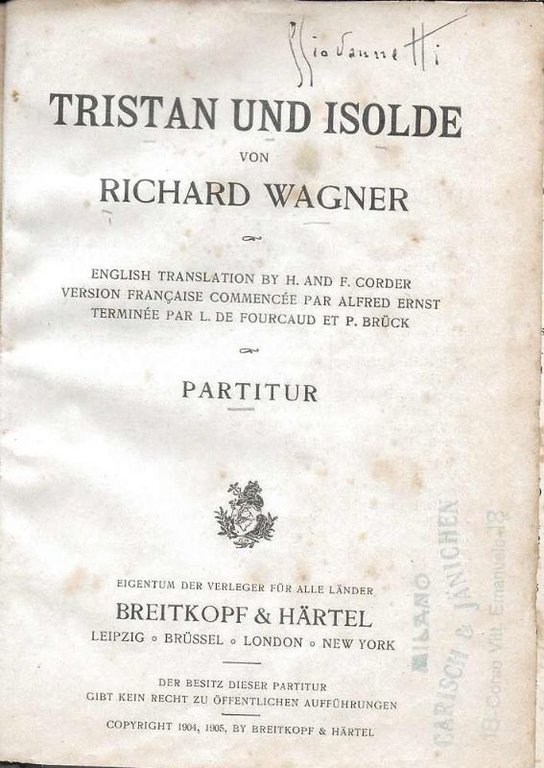 Giovannetti
TRISTAN UND ISOLDE
VON
RICHARD WAGNER
ENGLISH TRANSLATION BY H. AND F. CORDER
VERSION FRANÇAISE COMMENCÉE PAR ALFRED ERNST
TERMINÉE PAR L. DE FOURCAUD ET P. BRÜCK
PARTITUR
EIGENTUM DER VERLEGER FÜR ALLE LÄNDER
BREITKOPF & HÄRTEL
LEIPZIG ∘ BRÜSSEL ∘ LONDON ∘ NEW YORK
DER BESITZ DIESER PARTITUR
GIBT KEIN RECHT ZU ÖFFENTLICHEN AUFFÜHRUNGEN
COPYRIGHT 1904, 1905, BY BREITKOPF & HÄRTEL
MILANO
CARISCH & JÄNICHEN
18-Corso Vitt. Emanuele-18